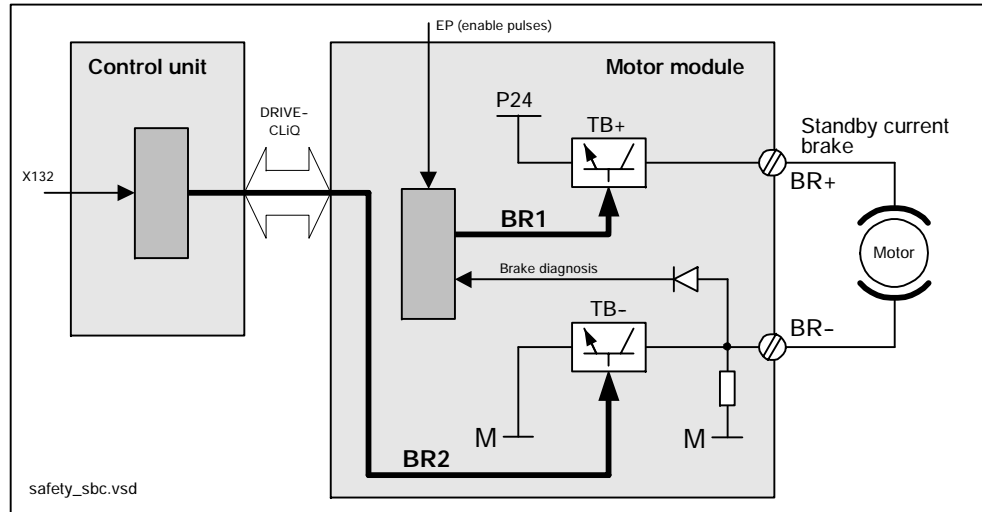 EP (enable pulses)
Control unit
Motor module
DRIVE-
CLiQ
P24
TB+
Standby current
brake
X132
BR+
BR1
Motor
Brake diagnosis
TB-
BR-
M
M
BR2
safety_sbc.vsd